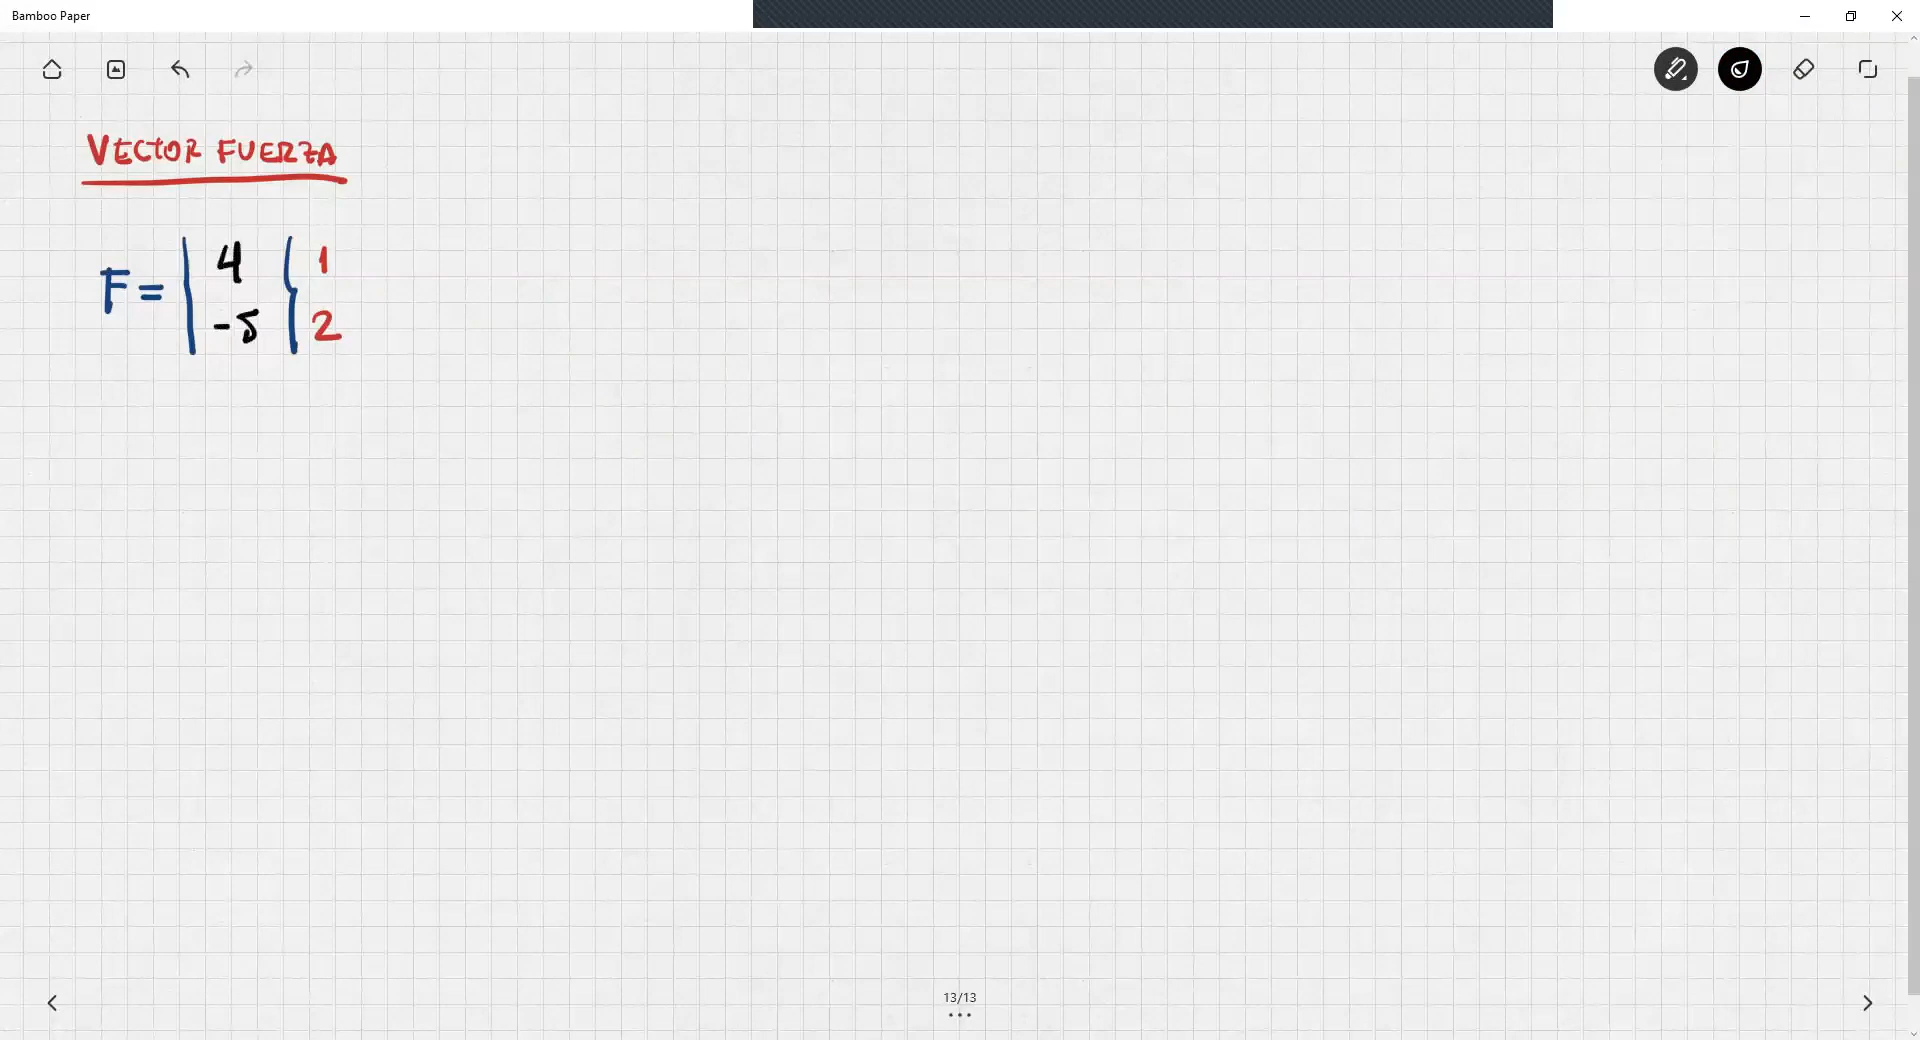 Bamboo Paper
VECTOR FUERZA
4 1
F =
-5 2
13/13